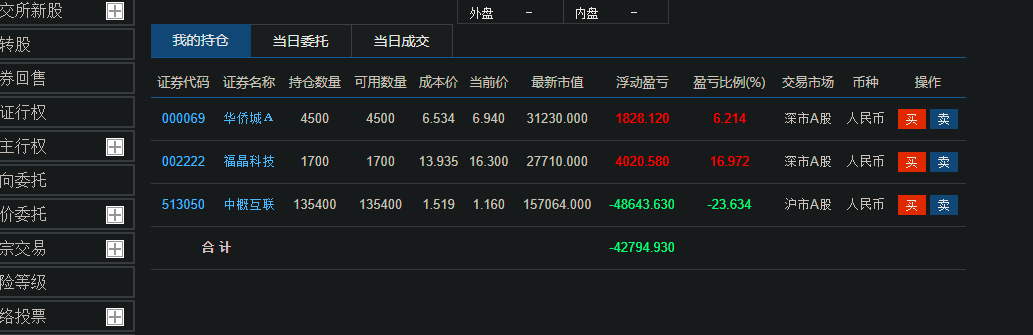 外盘 - 内盘 -
交所新股
转股
券回售
证行权
主行权
向委托
价委托
宗交易
险等级
络投票
我的持仓 当日委托 当日成交
证券代码 证券名称 持仓数量 可用数量 成本价 当前价 最新市值 浮动盈亏 盈亏比例(%) 交易市场 币种 操作
000069 华侨城A 4500 4500 6.534 6.940 31230.000 1828.120 6.214 深市A股 人民币 买 卖
002222 福晶科技 1700 1700 13.935 16.300 27710.000 4020.580 16.972 深市A股 人民币 买 卖
513050 中概互联 135400 135400 1.519 1.160 157064.000 -48643.630 -23.634 沪市A股 人民币 买 卖
合计 -42794.930